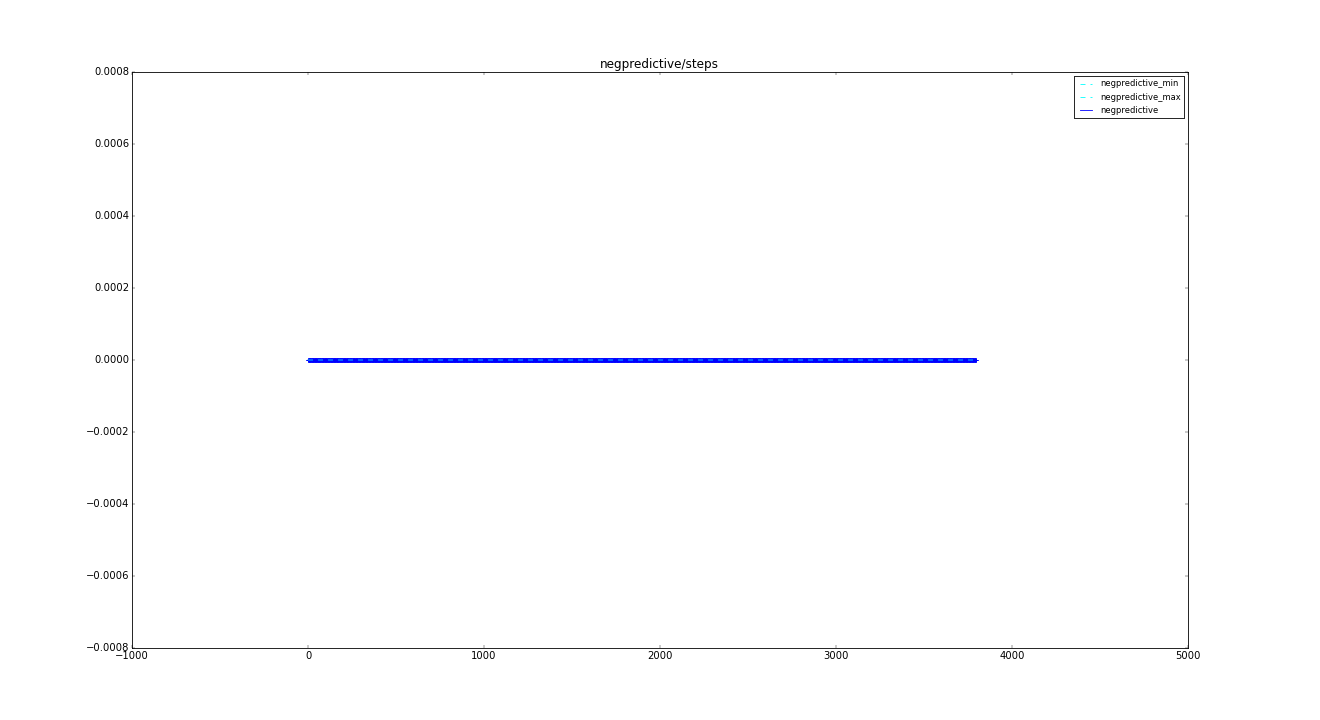 negpredictive/steps
0.0008
negpredictive_min
negpredictive_max
negpredictive
0.0006
0.0004
0.0002
0.0000
−0.0002
−0.0004
−0.0006
−0.0008
−1000 0 1000 2000 3000 4000 5000